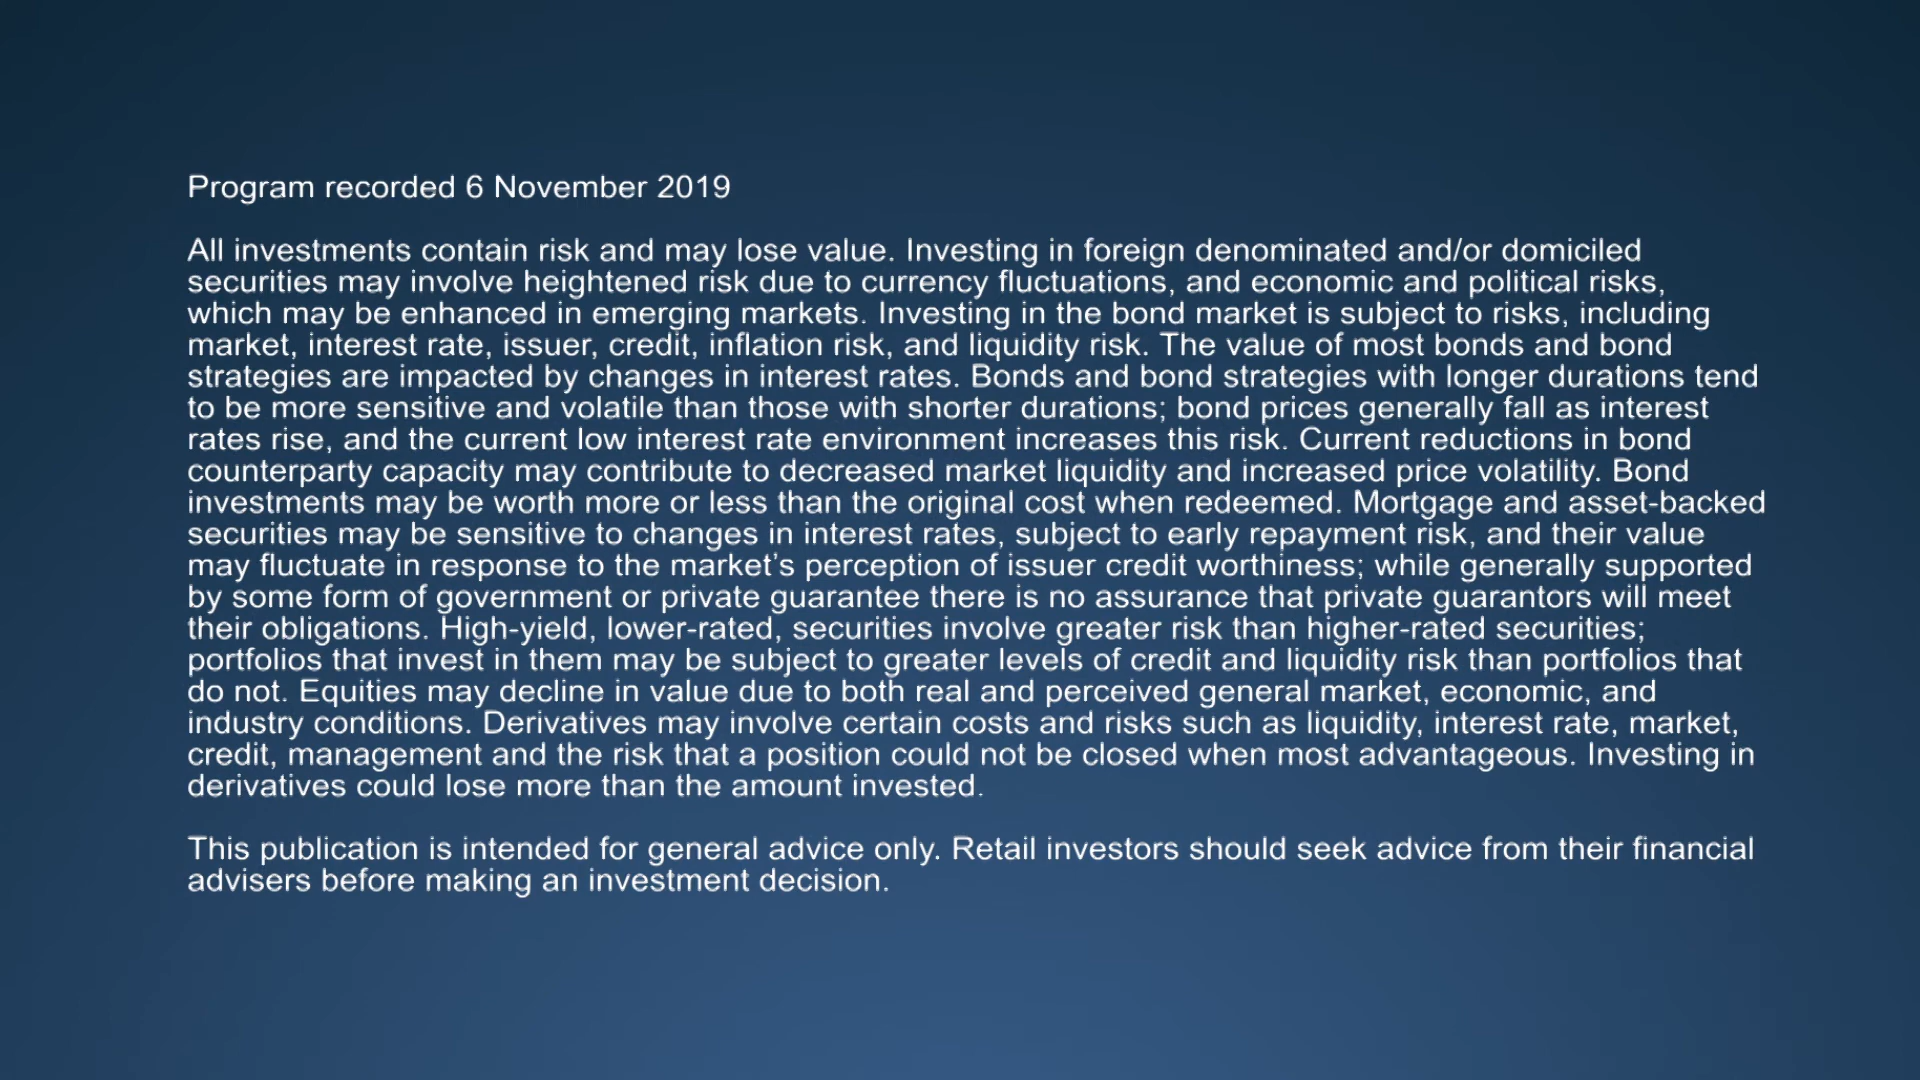 Program recorded 6 November 2019
All investments contain risk and may lose value. Investing in foreign denominated and/or domiciled
securities may involve heightened risk due to currency fluctuations, and economic and political risks,
which may be enhanced in emerging markets. Investing in the bond market is subject to risks, including
market, interest rate, issuer, credit, inflation risk, and liquidity risk. The value of most bonds and bond
strategies are impacted by changes in interest rates. Bonds and bond strategies with longer durations tend
to be more sensitive and volatile than those with shorter durations; bond prices generally fall as interest
rates rise, and the current low interest rate environment increases this risk. Current reductions in bond
counterparty capacity may contribute to decreased market liquidity and increased price volatility. Bond
investments may be worth more or less than the original cost when redeemed. Mortgage and asset-backed
securities may be sensitive to changes in interest rates, subject to early repayment risk, and their value
may fluctuate in response to the market’s perception of issuer credit worthiness; while generally supported
by some form of government or private guarantee there is no assurance that private guarantors will meet
their obligations. High-yield, lower-rated, securities involve greater risk than higher-rated securities;
portfolios that invest in them may be subject to greater levels of credit and liquidity risk than portfolios that
do not. Equities may decline in value due to both real and perceived general market, economic, and
industry conditions. Derivatives may involve certain costs and risks such as liquidity, interest rate, market,
credit, management and the risk that a position could not be closed when most advantageous. Investing in
derivatives could lose more than the amount invested.
This publication is intended for general advice only. Retail investors should seek advice from their financial
advisers before making an investment decision.